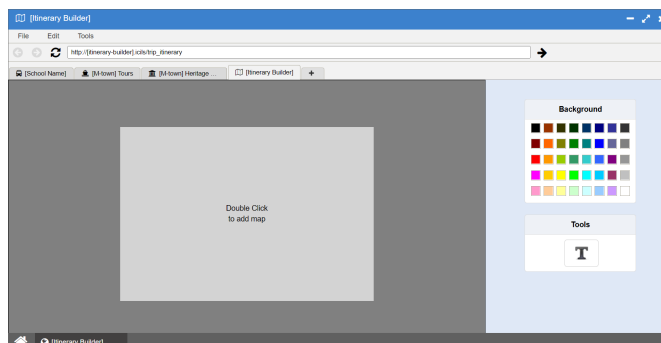 [Itinerary Builder]
File Edit Tools
http://[itinerary-builder].icils/trip_itinerary
[School Name] [M-town] Tours [M-town] Heritage ... [Itinerary Builder] +
Background
Double Click
to add map
Tools
T
[Itinerary Builder]